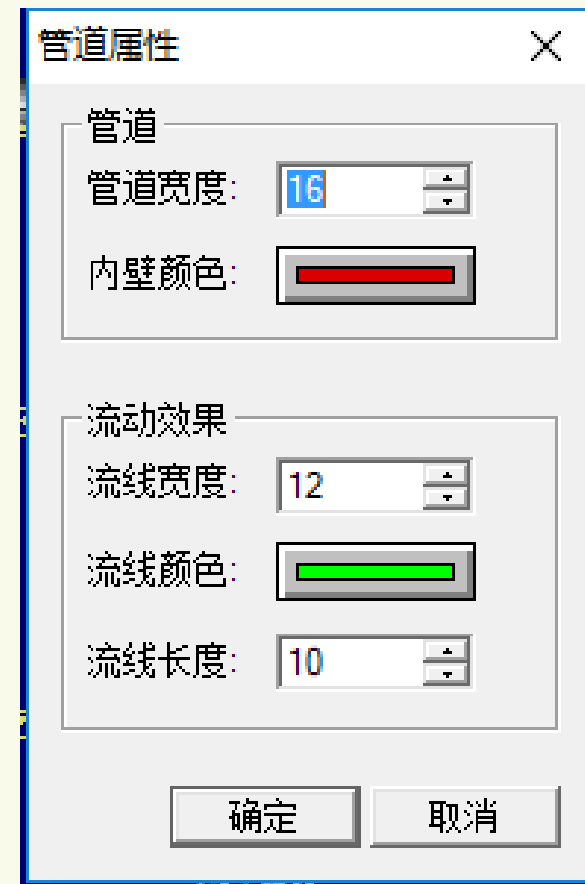 管道属性
管道
管道宽度: 16
内壁颜色:
流动效果
流线宽度: 12
流线颜色:
流线长度: 10
确定 取消